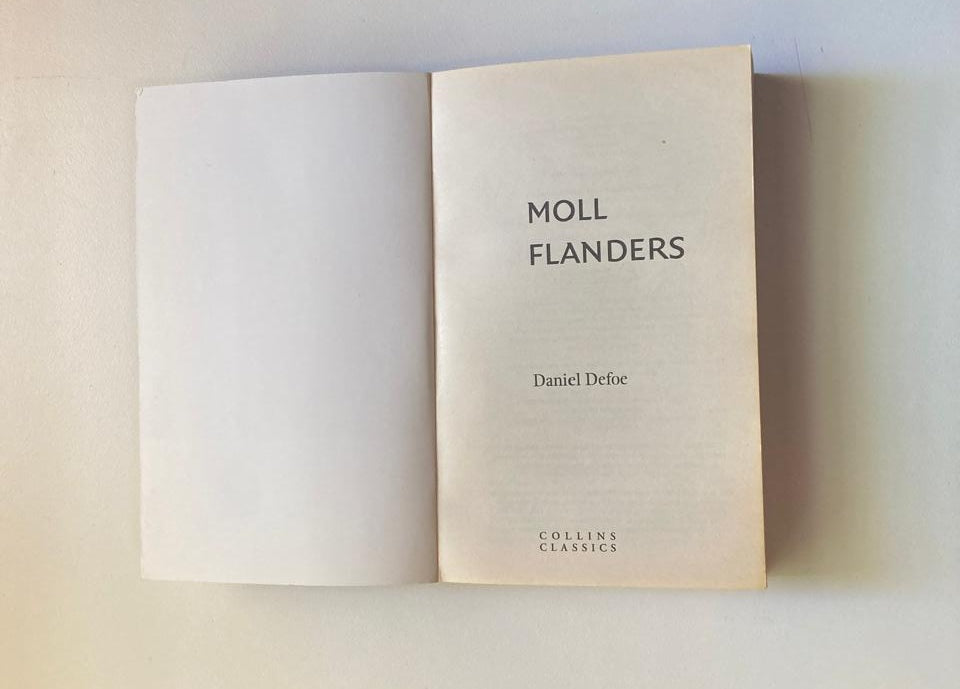 MOLL
FLANDERS
Daniel Defoe
COLLINS
CLASSICS